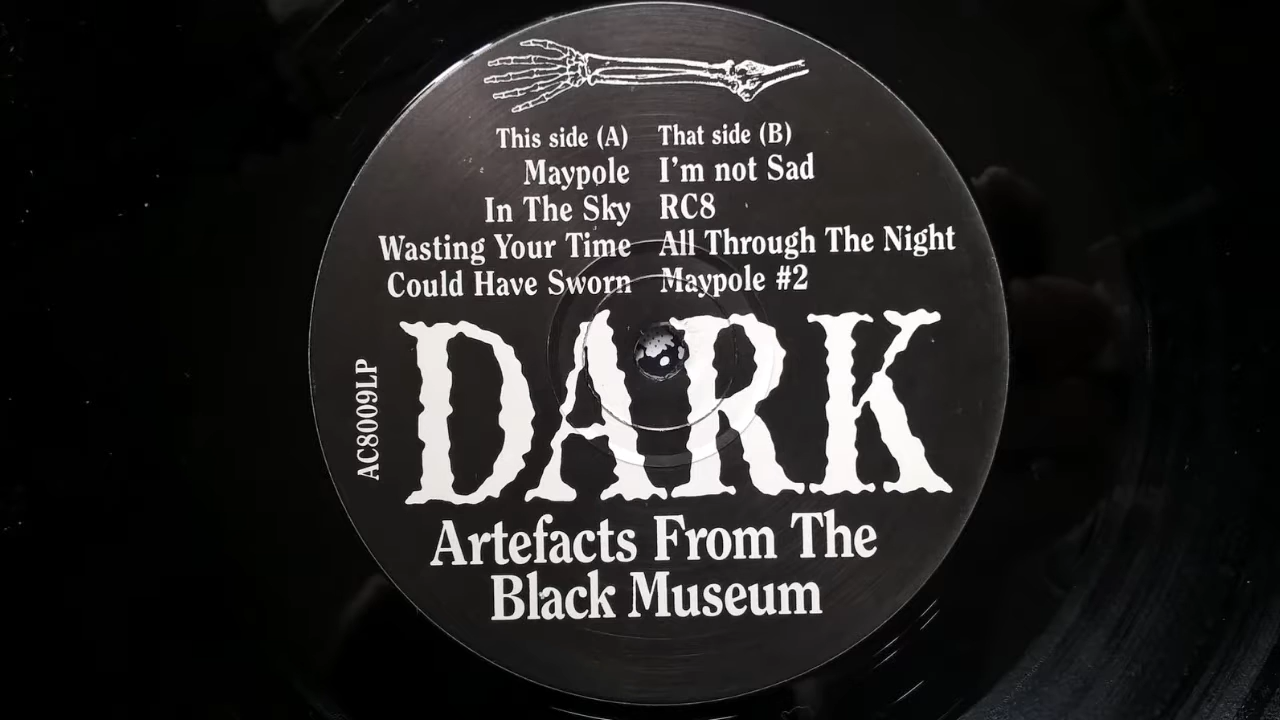 This side (A) That side (B)
Maypole I'm not Sad
In The Sky RC8
Wasting Your Time All Through The Night
Could Have Sworn Maypole #2
DARK
AC8009LP
Artefacts From The
Black Museum